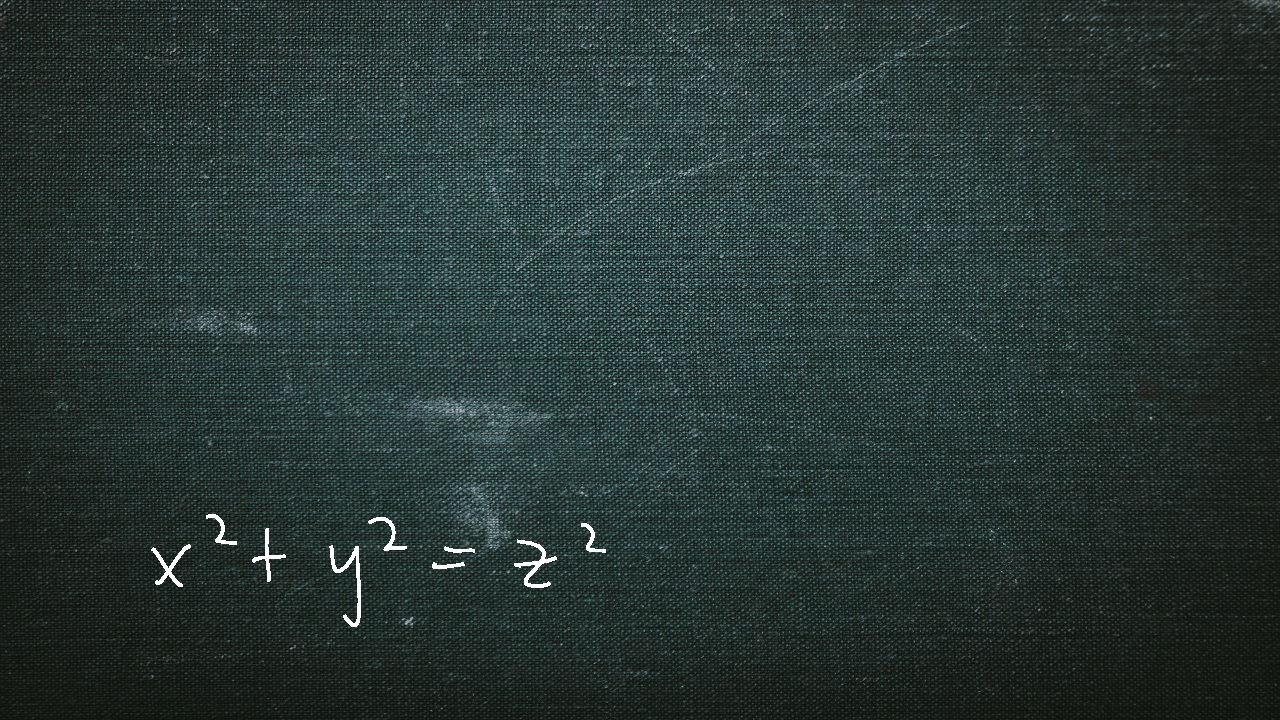 x² + y² = z²